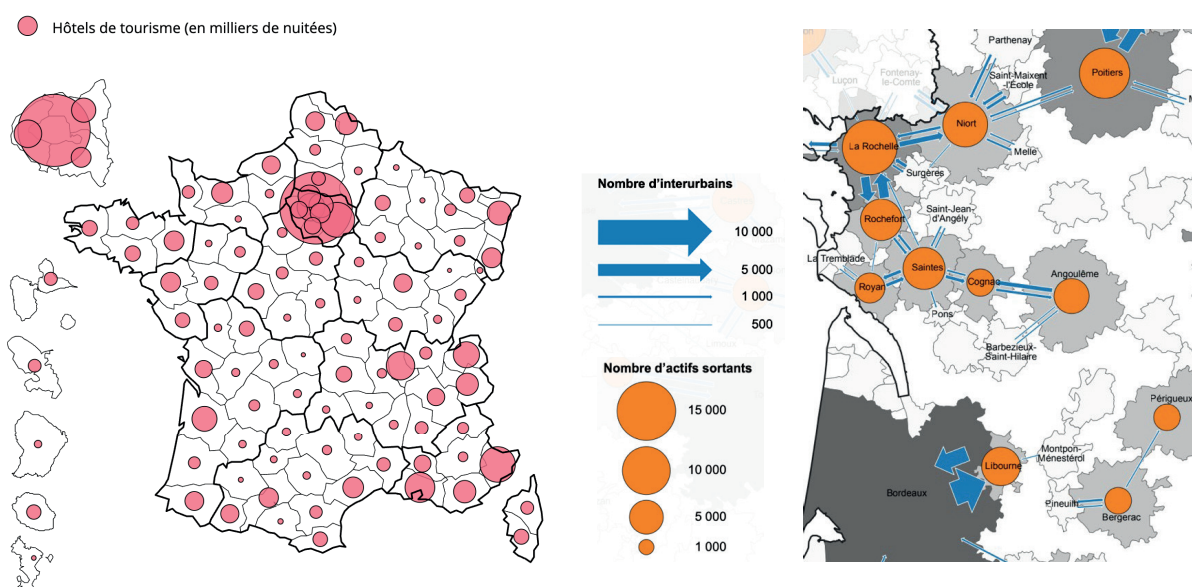 Hôtels de tourisme (en milliers de nuitées)
Nombre d'interurbains
10 000
5 000
1 000
500
Nombre d'actifs sortants
15 000
10 000
5 000
1 000
Parthenay
Poitiers
Saint-Maixent
-l'École
Luçon
Fontenay-
le-Comte
Niort
La Rochelle
Melle
Surgères
Saint-Jean-
d'Angély
Rochefort
La Tremblade
Saintes
Royan
Cognac
Angoulême
Pons
Barbezieux-
Saint-Hilaire
Périgueux
Montpon-
Ménestérol
Libourne
Bordeaux
Pineuilh
Bergerac